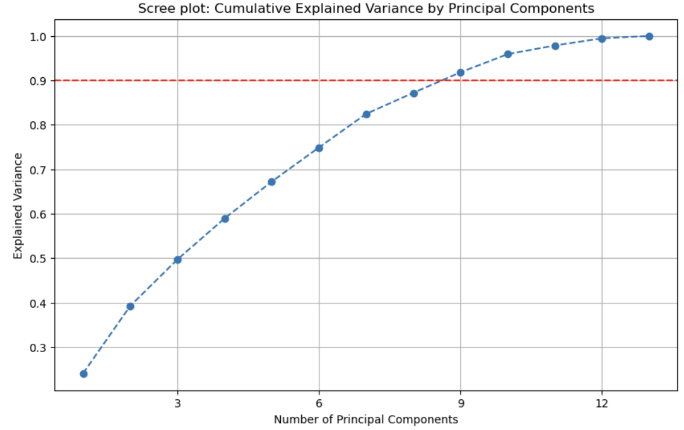 Scree plot: Cumulative Explained Variance by Principal Components
1.0
0.9
0.8
0.7
0.6
0.5
0.4
0.3
Explained Variance
3 6 9 12
Number of Principal Components